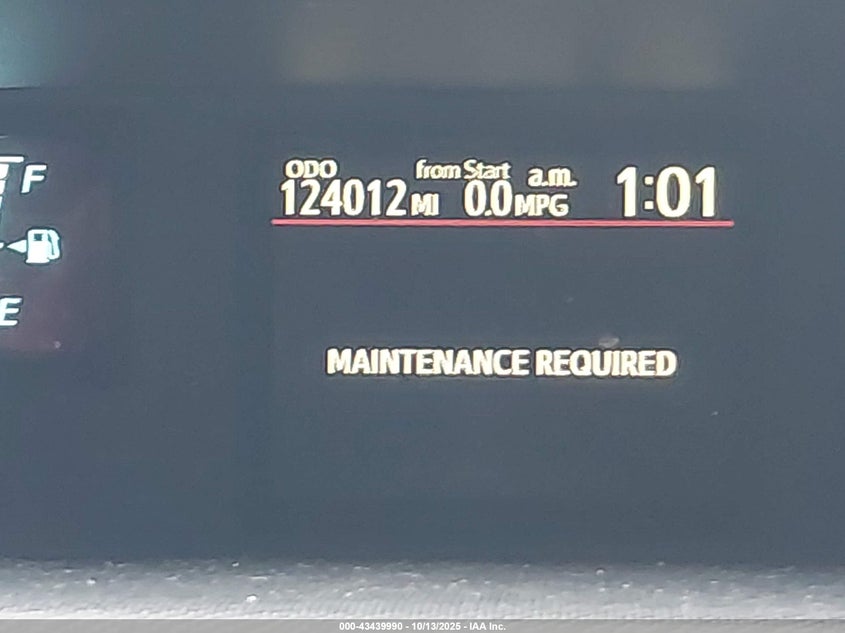 ODO from Start a.m. 1:01
124012 MI 0.0 MPG
F
E
MAINTENANCE REQUIRED
000-43439990 - 10/13/2025 - IAA Inc.